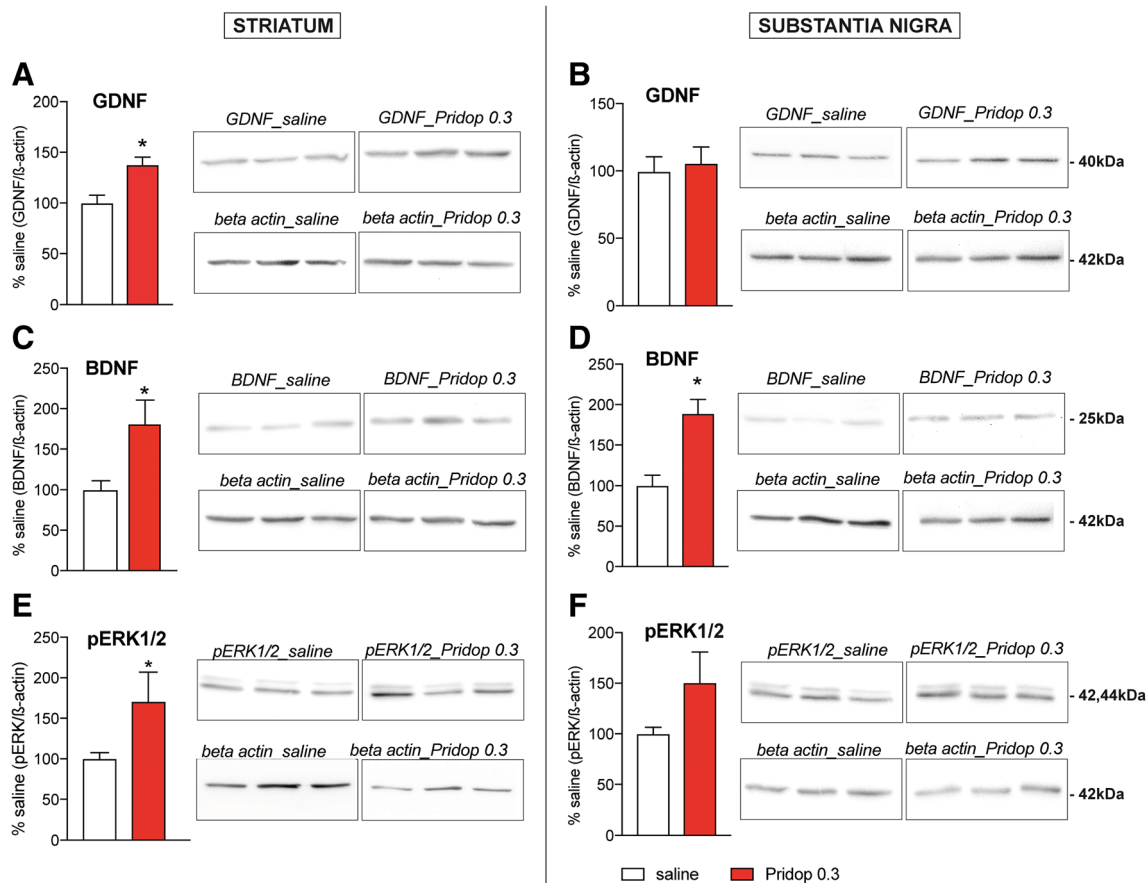 STRIATUM
SUBSTANTIA NIGRA
A
GDNF
% saline (GDNF/ß-actin)
200
150
100
50
0
*
GDNF_saline
GDNF_Pridop 0.3
beta actin_saline
beta actin_Pridop 0.3
B
GDNF
% saline (GDNF/ß-actin)
150
100
50
0
GDNF_saline
GDNF_Pridop 0.3
- 40kDa
beta actin_saline
beta actin_Pridop 0.3
- 42kDa
C
BDNF
% saline (BDNF/ß-actin)
250
200
150
100
50
0
*
BDNF_saline
BDNF_Pridop 0.3
beta actin_saline
beta actin_Pridop 0.3
D
BDNF
% saline (BDNF/ß-actin)
250
200
150
100
50
0
*
BDNF_saline
BDNF_Pridop 0.3
- 25kDa
beta actin_saline
beta actin_Pridop 0.3
- 42kDa
E
pERK1/2
% saline (pERK/ß-actin)
250
200
150
100
50
0
*
pERK1/2_saline
pERK1/2_Pridop 0.3
beta actin_saline
beta actin_Pridop 0.3
F
pERK1/2
% saline (pERK/ß-actin)
200
150
100
50
0
pERK1/2_saline
pERK1/2_Pridop 0.3
- 42,44kDa
beta actin_saline
beta actin_Pridop 0.3
- 42kDa
saline
Pridop 0.3